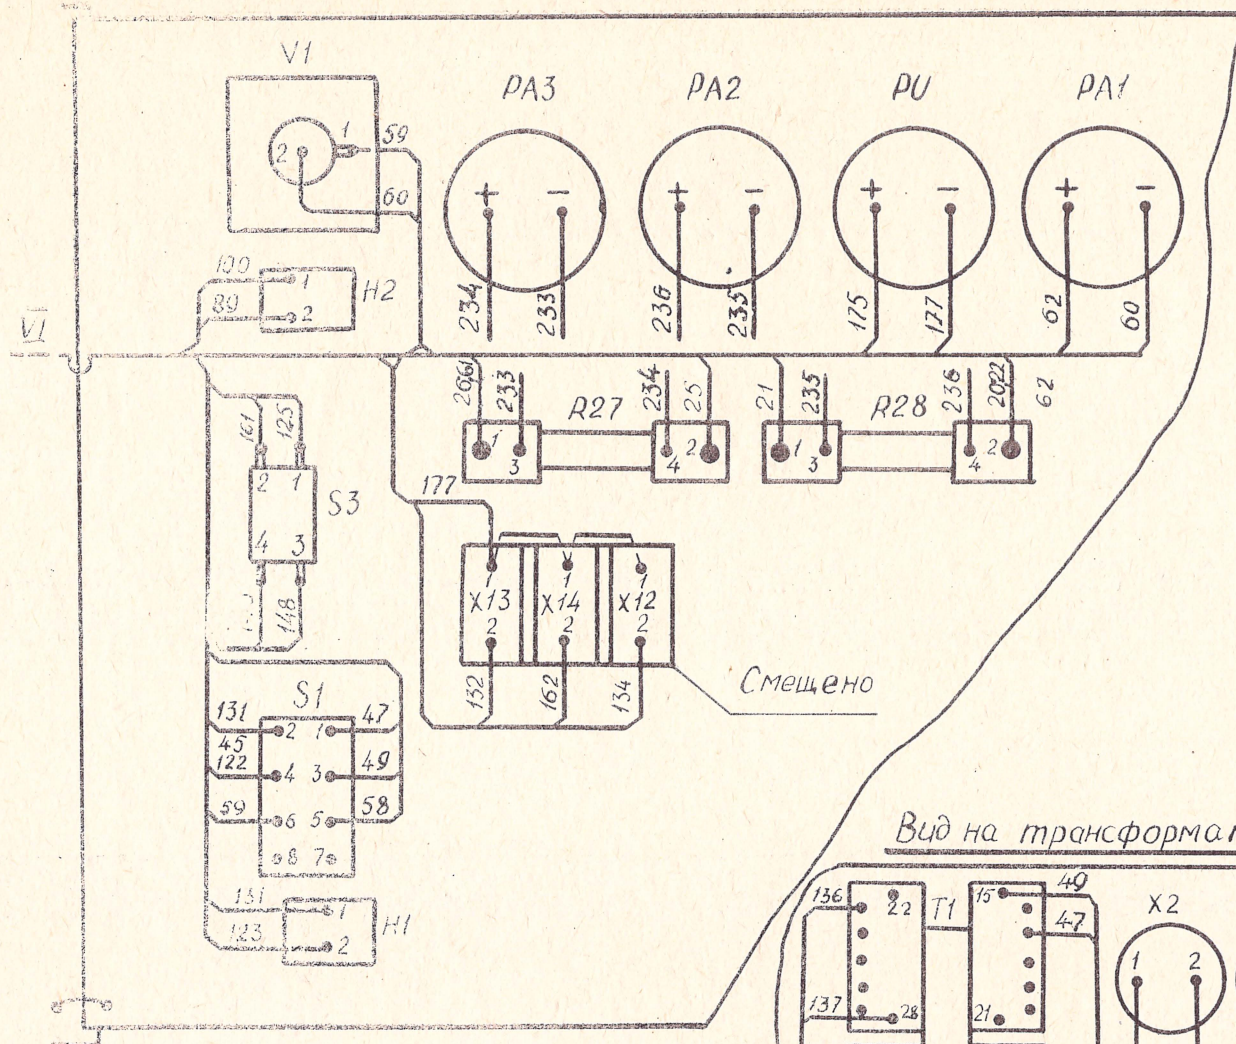 V1
PA3 PA2 PU PA1
1 59
2
60
+ − + − + − + −
100 1 H2
89 2
234 233 236 235 175 177 62 60
VI
26,61 233 R27 234 25 21 235 R28 236 20,22 62
1 3 4 2 1 3 4 2
161 125
2 1
S3
4 3
148
177
1 1 1
X13 X14 X12
2 2 2
132 162 134
Смещено
S1
131 2 1 47
45
122 4 3 49
59 6 5 58
8 7
131 1 H1
123 2
Вид на трансформат
136 22 T1 15 49
47
X2
1 2
137 28 21